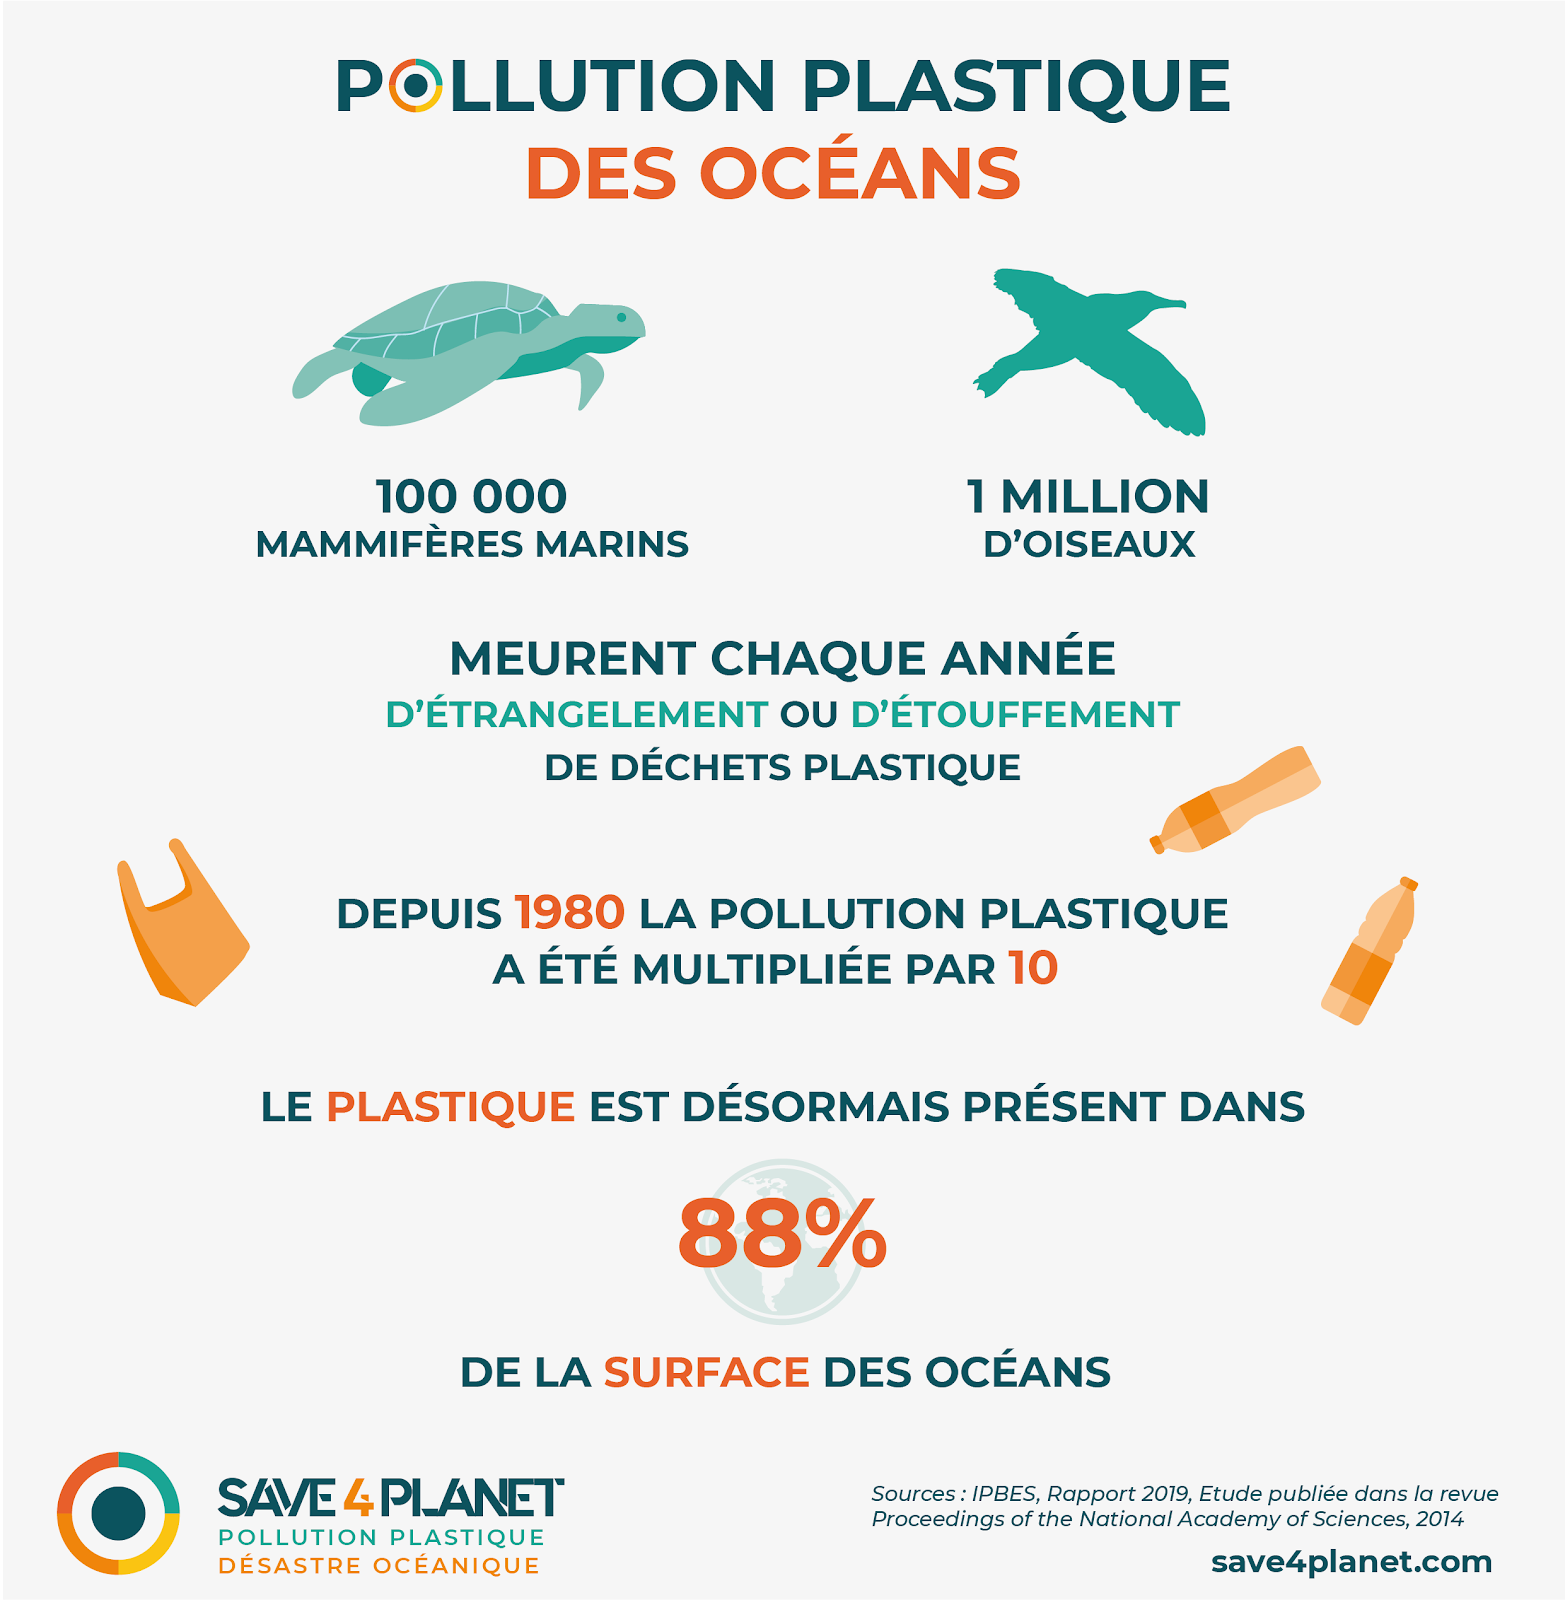 POLLUTION PLASTIQUE
DES OCÉANS
100 000
MAMMIFÈRES MARINS
1 MILLION
D'OISEAUX
MEURENT CHAQUE ANNÉE
D'ÉTRANGELEMENT OU D'ÉTOUFFEMENT
DE DÉCHETS PLASTIQUE
DEPUIS 1980 LA POLLUTION PLASTIQUE
A ÉTÉ MULTIPLIÉE PAR 10
LE PLASTIQUE EST DÉSORMAIS PRÉSENT DANS
88%
DE LA SURFACE DES OCÉANS
SAVE4PLANET
POLLUTION PLASTIQUE
DÉSASTRE OCÉANIQUE
Sources : IPBES, Rapport 2019, Etude publiée dans la revue
Proceedings of the National Academy of Sciences, 2014
save4planet.com